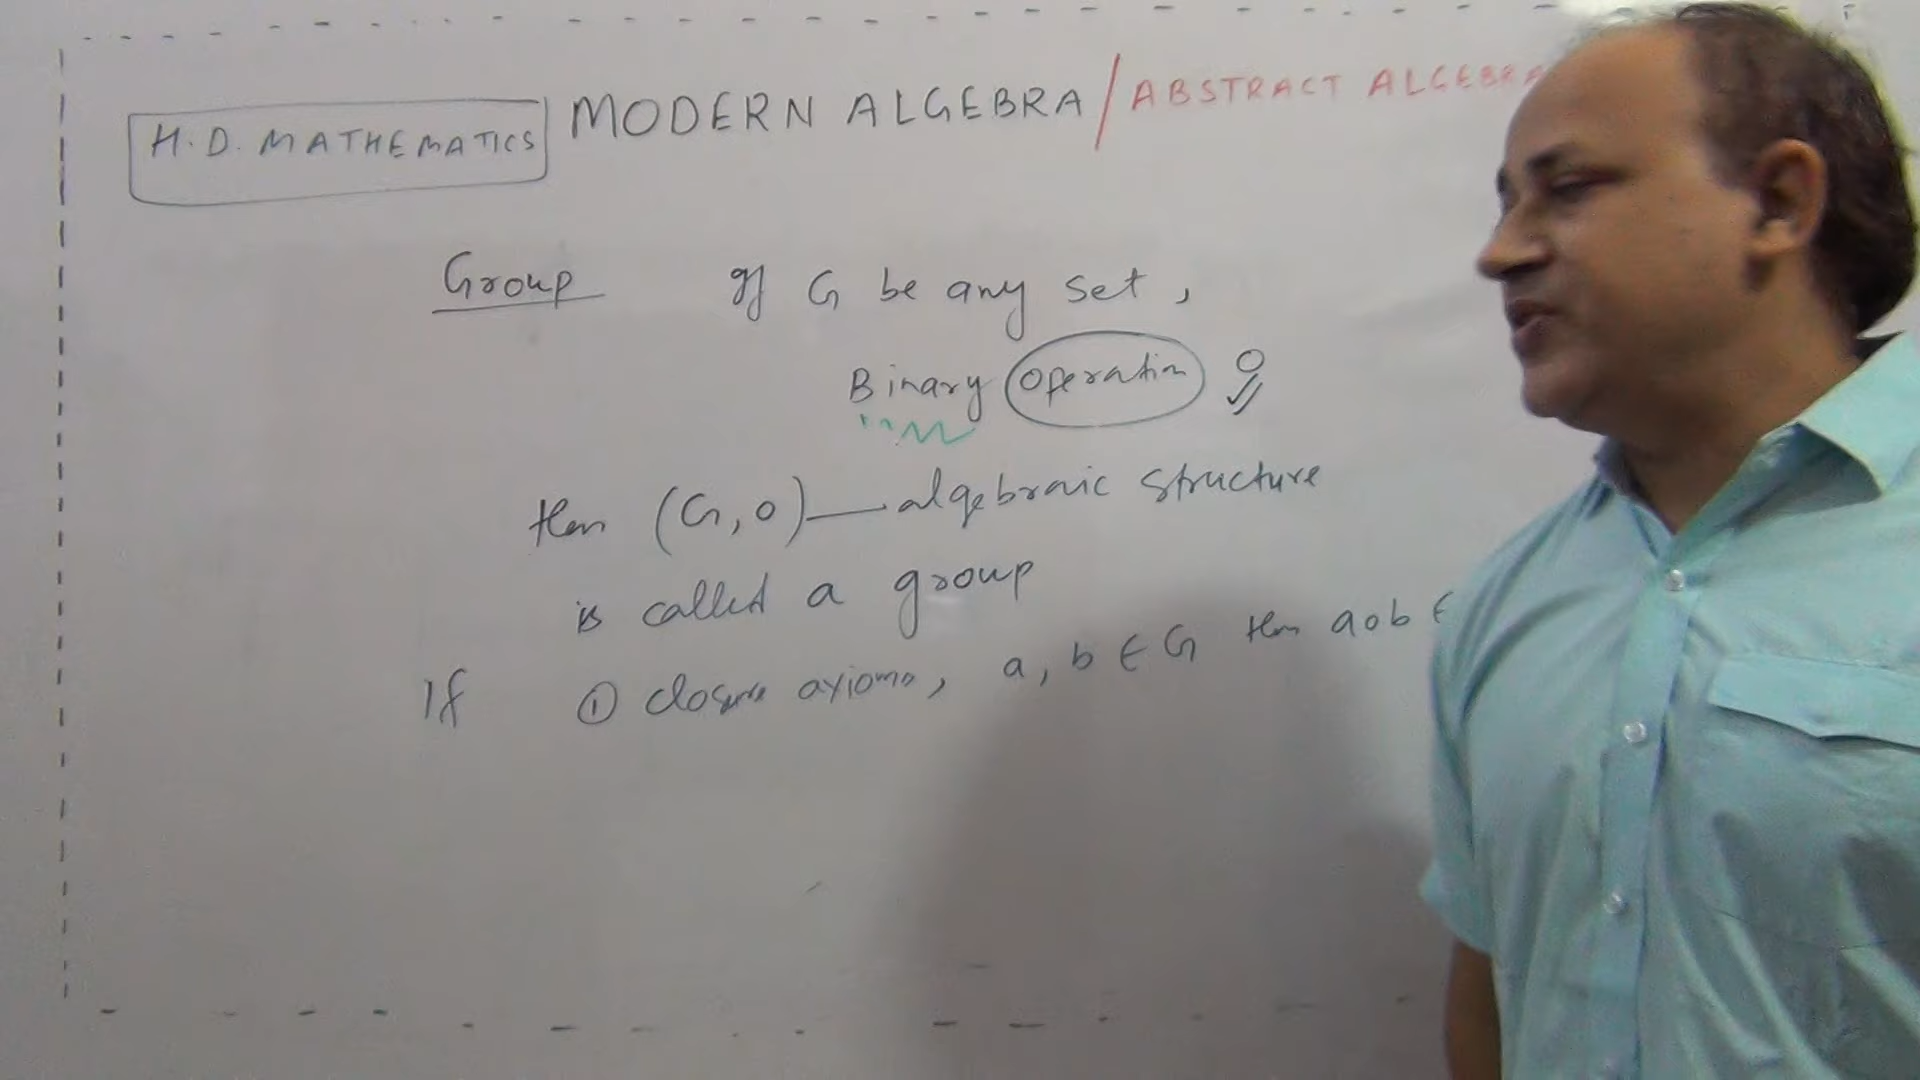 H.D. MATHEMATICS MODERN ALGEBRA / ABSTRACT ALGEBRA
Group If G be any set,
Binary operation o
then (G, o) — algebraic structure
is called a group
If ① closure axioms, a, b ∈ G then aob ∈